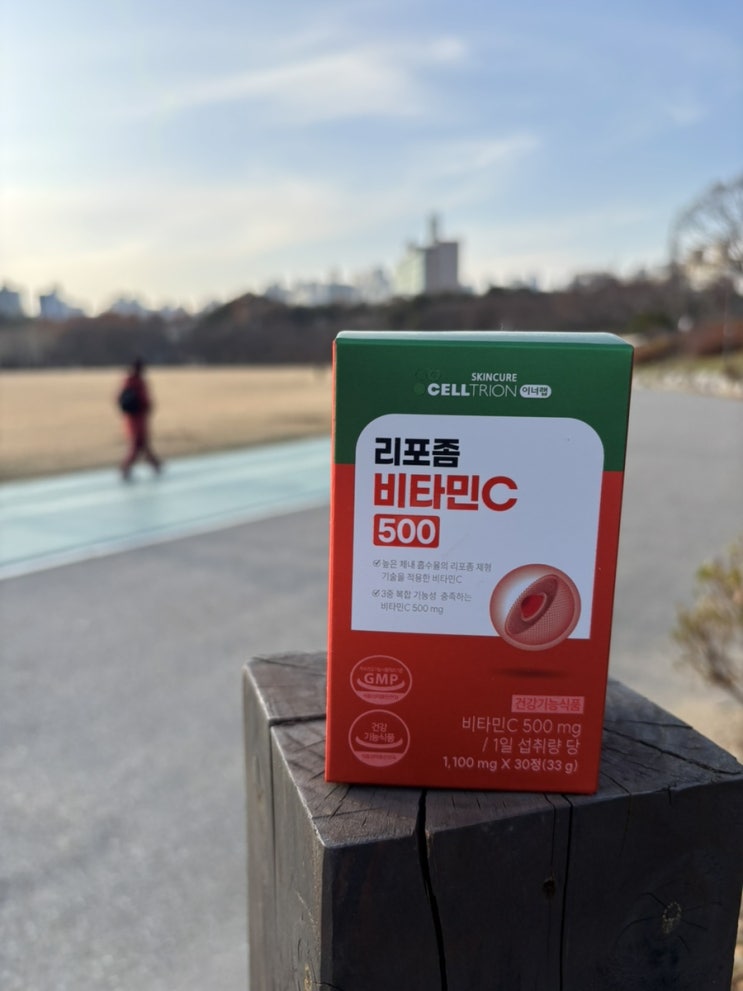 SKINCURE
CELLTRION 이너랩
리포좀
비타민C
500
높은 체내 흡수율의 리포좀 제형
기술을 적용한 비타민C
3중 복합 기능성 충족하는
비타민C 500 mg
GMP
건강
기능식품
건강기능식품
비타민C 500 mg
/ 1일 섭취량 당
1,100 mg X 30정(33 g)